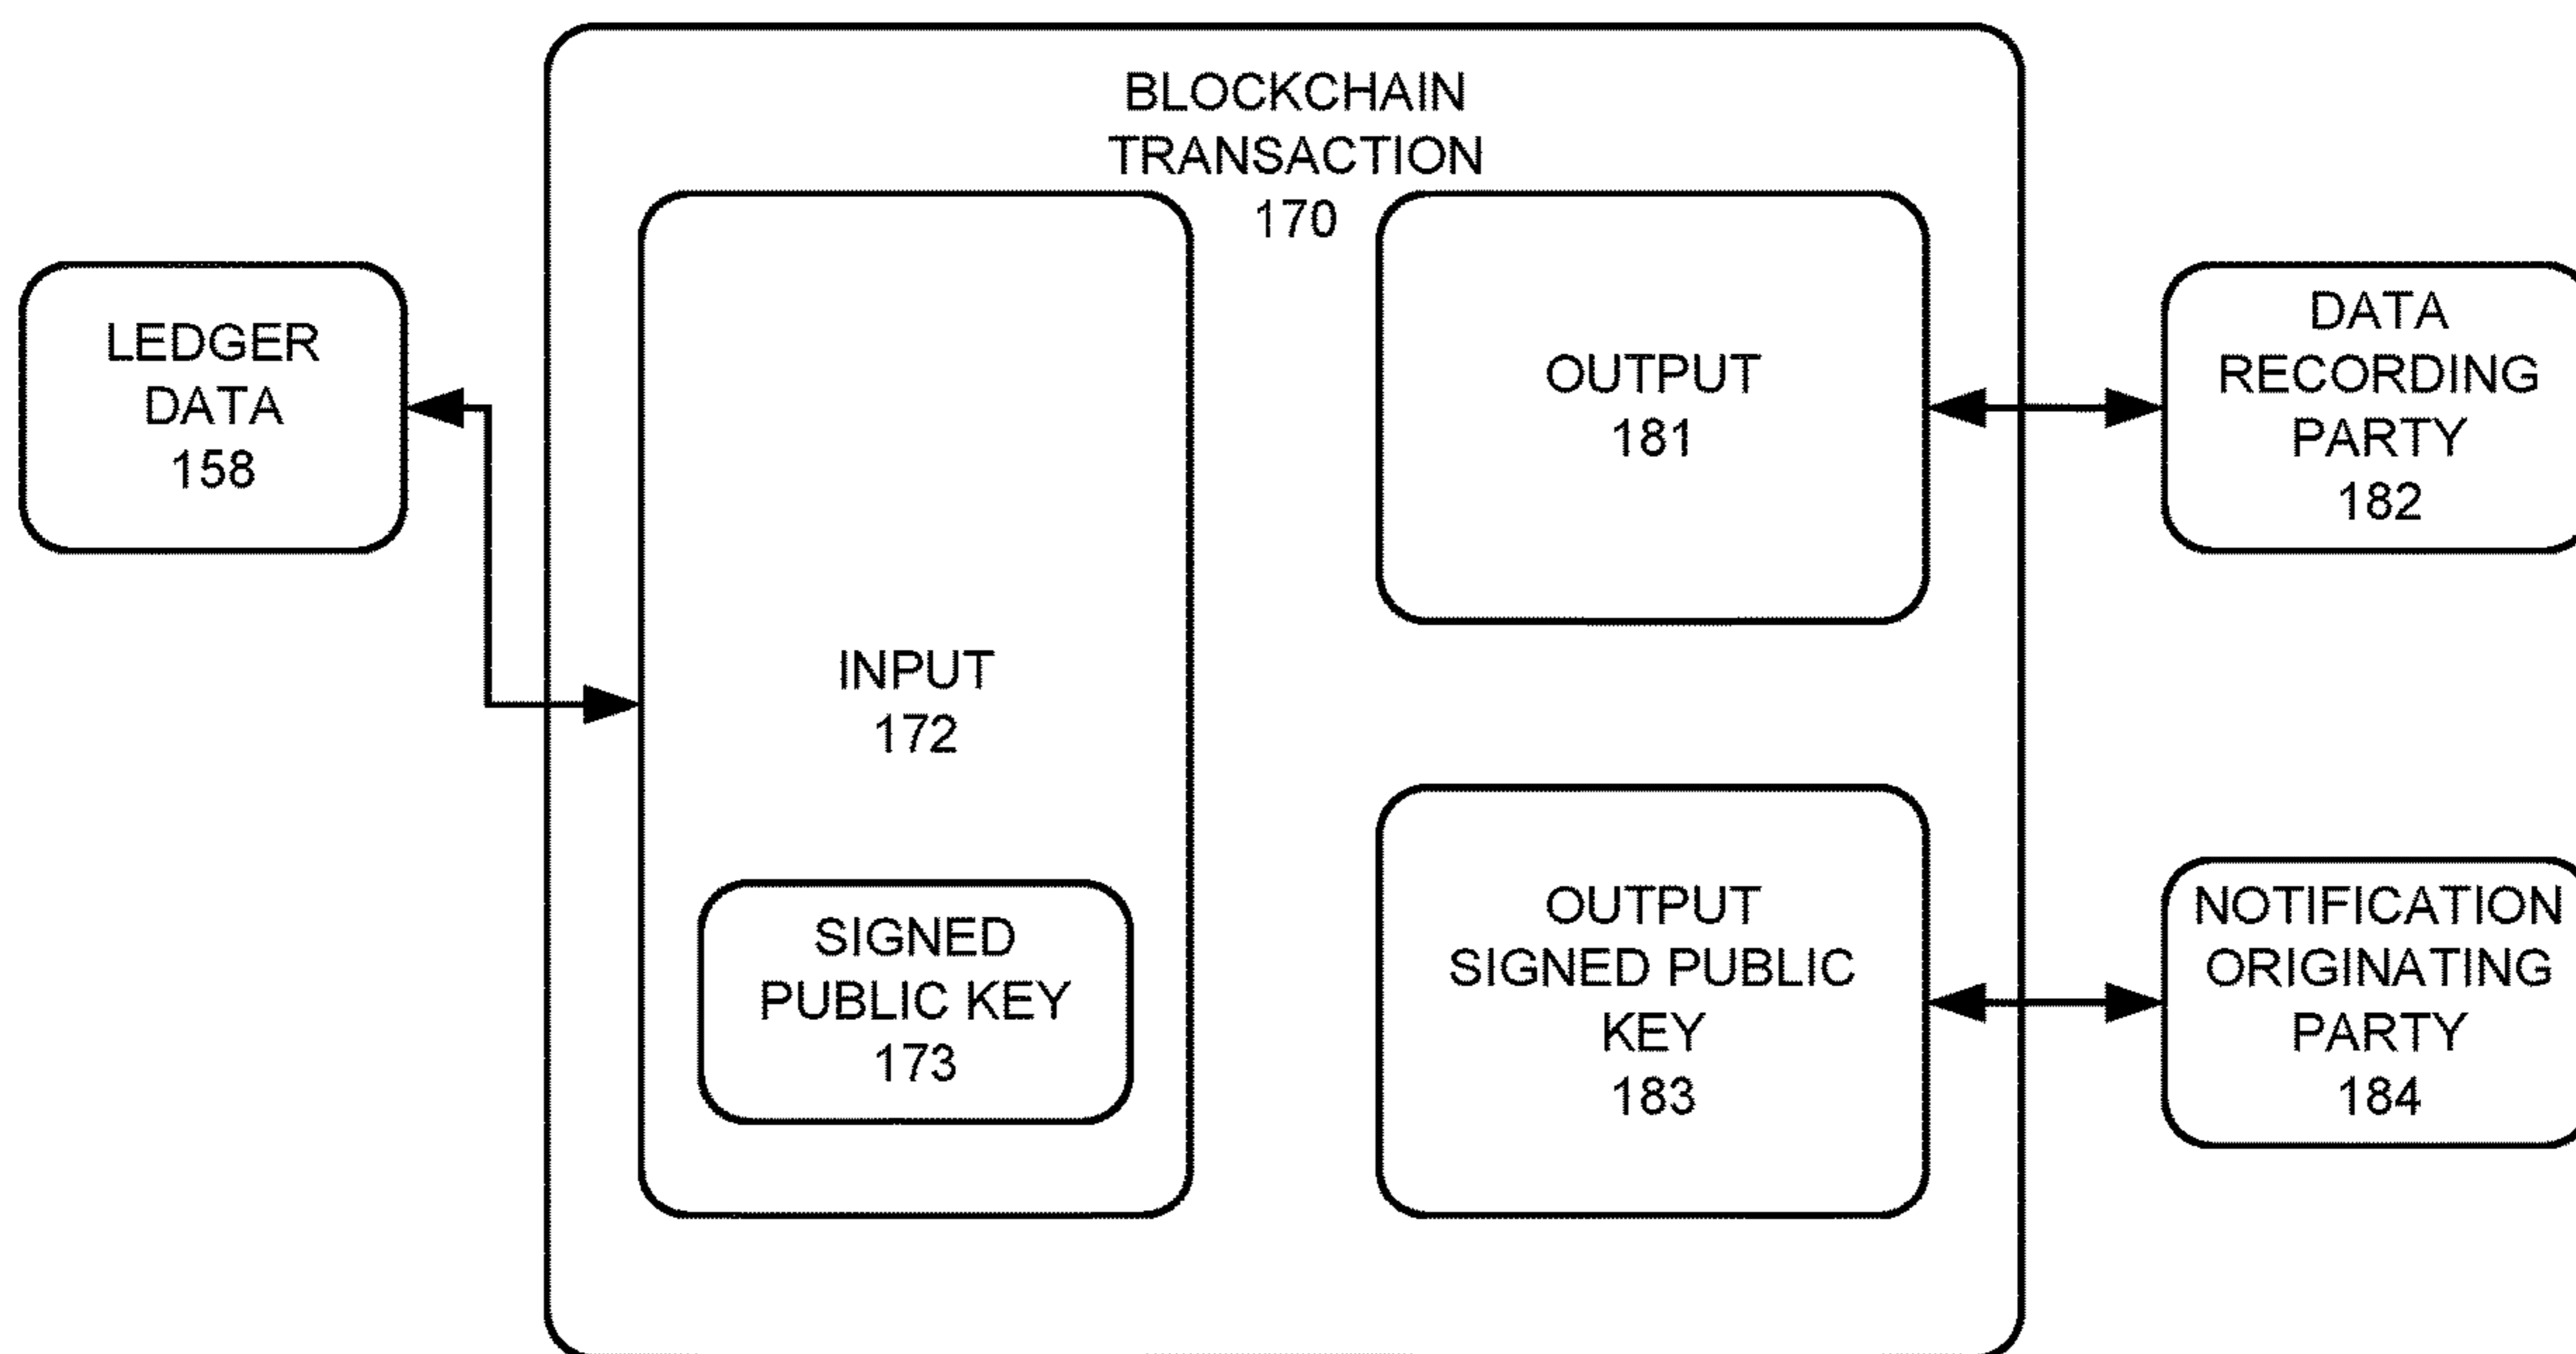 BLOCKCHAIN
TRANSACTION
170
LEDGER
DATA
158
INPUT
172
SIGNED
PUBLIC KEY
173
OUTPUT
181
OUTPUT
SIGNED PUBLIC
KEY
183
DATA
RECORDING
PARTY
182
NOTIFICATION
ORIGINATING
PARTY
184